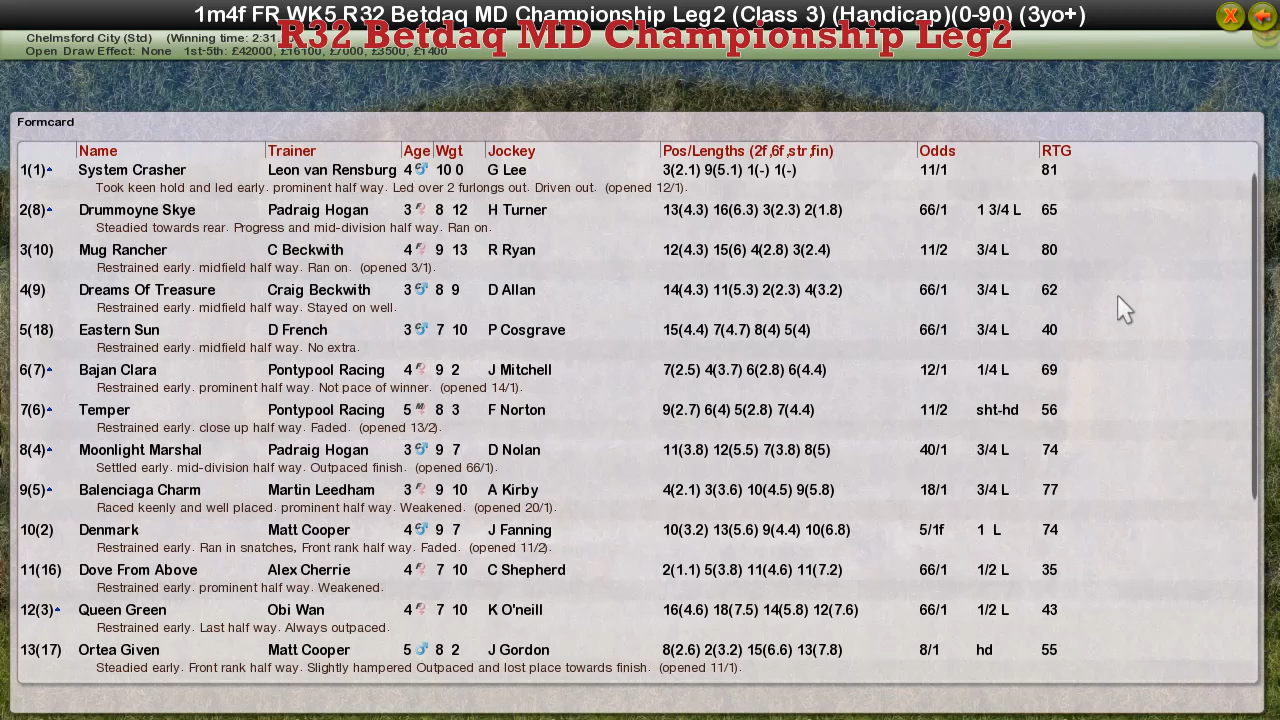 1m4f FR WK5 R32 Betdaq MD Championship Leg2 (Class 3) (Handicap)(0-90) (3yo+)
R32 Betdaq MD Championship Leg2
Chelmsford City (Std) (Winning time: 2:31.
Open Draw Effect: None 1st-5th: £42000, £16100, £7000, £3500, £1400
Formcard
Name Trainer Age Wgt Jockey Pos/Lengths (2f,6f,str,fin) Odds RTG
1(1) System Crasher Leon van Rensburg 4 10 0 G Lee 3(2.1) 9(5.1) 1(-) 1(-) 11/1 81
Took keen hold and led early. prominent half way. Led over 2 furlongs out. Driven out. (opened 12/1).
2(8) Drummoyne Skye Padraig Hogan 3 8 12 H Turner 13(4.3) 16(6.3) 3(2.3) 2(1.8) 66/1 1 3/4 L 65
Steadied towards rear. Progress and mid-division half way. Ran on.
3(10) Mug Rancher C Beckwith 4 9 13 R Ryan 12(4.3) 15(6) 4(2.8) 3(2.4) 11/2 3/4 L 80
Restrained early. midfield half way. Ran on. (opened 3/1).
4(9) Dreams Of Treasure Craig Beckwith 3 8 9 D Allan 14(4.3) 11(5.3) 2(2.3) 4(3.2) 66/1 3/4 L 62
Restrained early. midfield half way. Stayed on well.
5(18) Eastern Sun D French 3 7 10 P Cosgrave 15(4.4) 7(4.7) 8(4) 5(4) 66/1 3/4 L 40
Restrained early. midfield half way. No extra.
6(7) Bajan Clara Pontypool Racing 4 9 2 J Mitchell 7(2.5) 4(3.7) 6(2.8) 6(4.4) 12/1 1/4 L 69
Restrained early. prominent half way. Not pace of winner. (opened 14/1).
7(6) Temper Pontypool Racing 5 8 3 F Norton 9(2.7) 6(4) 5(2.8) 7(4.4) 11/2 sht-hd 56
Restrained early. close up half way. Faded. (opened 13/2).
8(4) Moonlight Marshal Padraig Hogan 3 9 7 D Nolan 11(3.8) 12(5.5) 7(3.8) 8(5) 40/1 3/4 L 74
Settled early. mid-division half way. Outpaced finish. (opened 66/1).
9(5) Balenciaga Charm Martin Leedham 3 9 10 A Kirby 4(2.1) 3(3.6) 10(4.5) 9(5.8) 18/1 3/4 L 77
Raced keenly and well placed. prominent half way. Weakened. (opened 20/1).
10(2) Denmark Matt Cooper 4 9 7 J Fanning 10(3.2) 13(5.6) 9(4.4) 10(6.8) 5/1f 1 L 74
Restrained early. Ran in snatches, Front rank half way. Faded. (opened 11/2).
11(16) Dove From Above Alex Cherrie 4 7 10 C Shepherd 2(1.1) 5(3.8) 11(4.6) 11(7.2) 66/1 1/2 L 35
Restrained early. prominent half way. Weakened.
12(3) Queen Green Obi Wan 4 7 10 K O'neill 16(4.6) 18(7.5) 14(5.8) 12(7.6) 66/1 1/2 L 43
Restrained early. Last half way. Always outpaced.
13(17) Ortea Given Matt Cooper 5 8 2 J Gordon 8(2.6) 2(3.2) 15(6.6) 13(7.8) 8/1 hd 55
Steadied early. Front rank half way. Slightly hampered Outpaced and lost place towards finish. (opened 11/1).